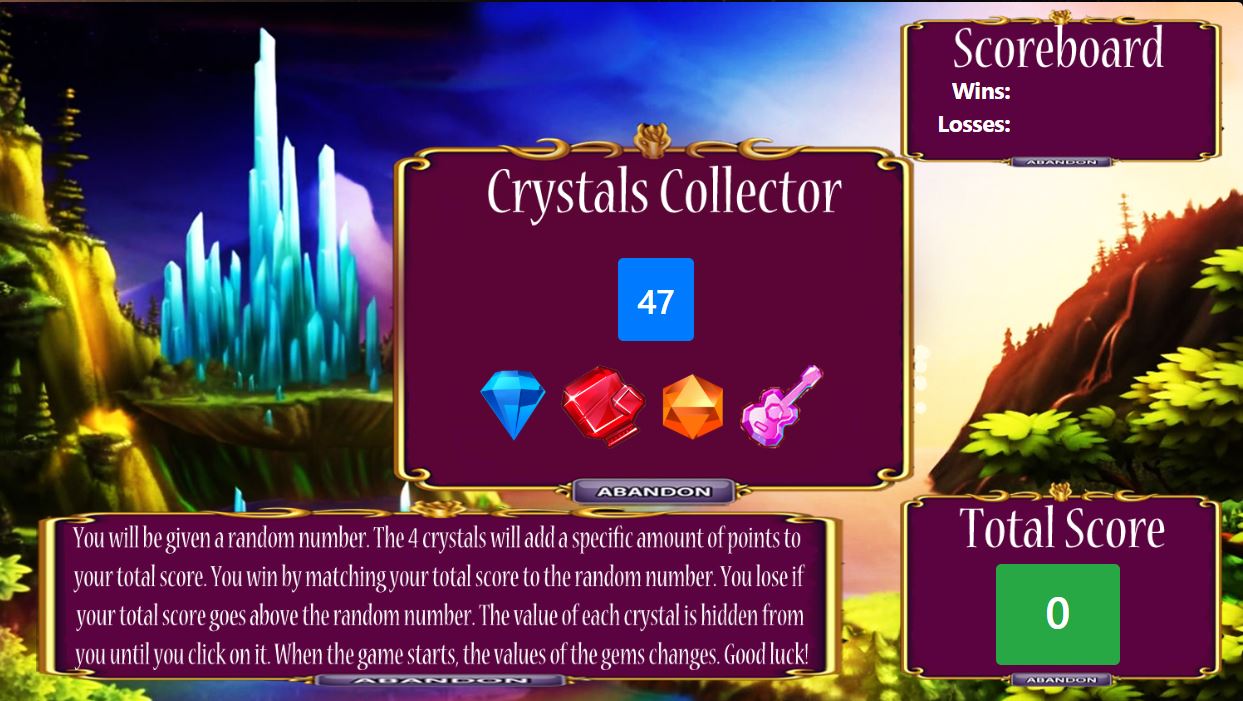 Scoreboard
Wins:
Losses:
ABANDON
Crystals Collector
47
ABANDON
You will be given a random number. The 4 crystals will add a specific amount of points to
your total score. You win by matching your total score to the random number. You lose if
your total score goes above the random number. The value of each crystal is hidden from
you until you click on it. When the game starts, the values of the gems changes. Good luck!
ABANDON
Total Score
0
ABANDON